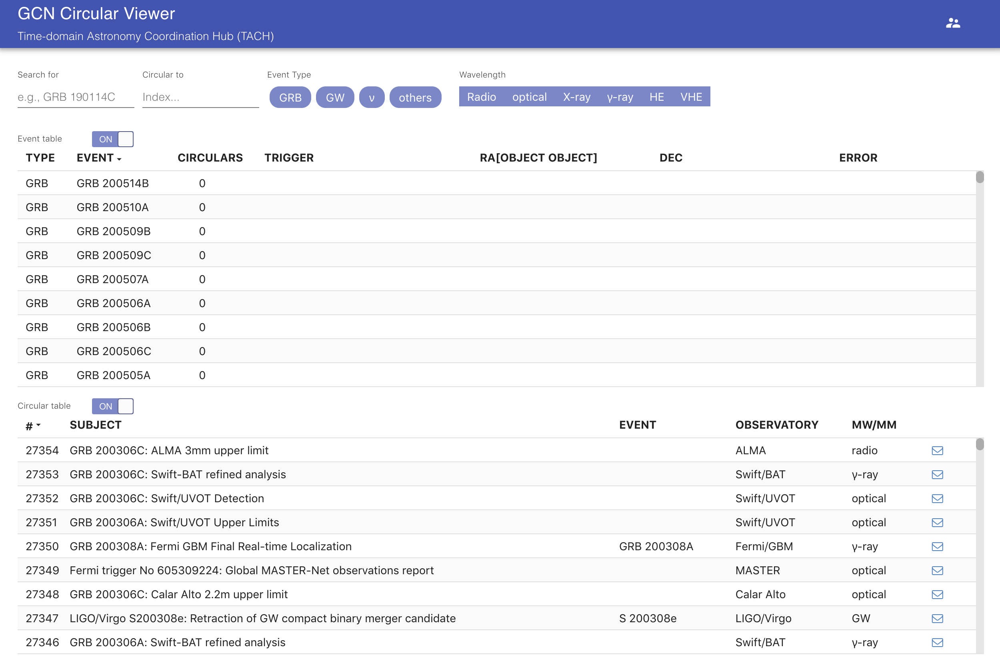 GCN Circular Viewer
Time-domain Astronomy Coordination Hub (TACH)
Search for Circular to Event Type Wavelength
e.g., GRB 190114C Index... GRB GW ν others Radio optical X-ray γ-ray HE VHE
Event table ON
TYPE EVENT CIRCULARS TRIGGER RA[OBJECT OBJECT] DEC ERROR
GRB GRB 200514B 0
GRB GRB 200510A 0
GRB GRB 200509B 0
GRB GRB 200509C 0
GRB GRB 200507A 0
GRB GRB 200506A 0
GRB GRB 200506B 0
GRB GRB 200506C 0
GRB GRB 200505A 0
Circular table ON
# SUBJECT EVENT OBSERVATORY MW/MM
27354 GRB 200306C: ALMA 3mm upper limit ALMA radio
27353 GRB 200306C: Swift-BAT refined analysis Swift/BAT γ-ray
27352 GRB 200306C: Swift/UVOT Detection Swift/UVOT optical
27351 GRB 200306A: Swift/UVOT Upper Limits Swift/UVOT optical
27350 GRB 200308A: Fermi GBM Final Real-time Localization GRB 200308A Fermi/GBM γ-ray
27349 Fermi trigger No 605309224: Global MASTER-Net observations report MASTER optical
27348 GRB 200306C: Calar Alto 2.2m upper limit Calar Alto optical
27347 LIGO/Virgo S200308e: Retraction of GW compact binary merger candidate S 200308e LIGO/Virgo GW
27346 GRB 200306A: Swift-BAT refined analysis Swift/BAT γ-ray